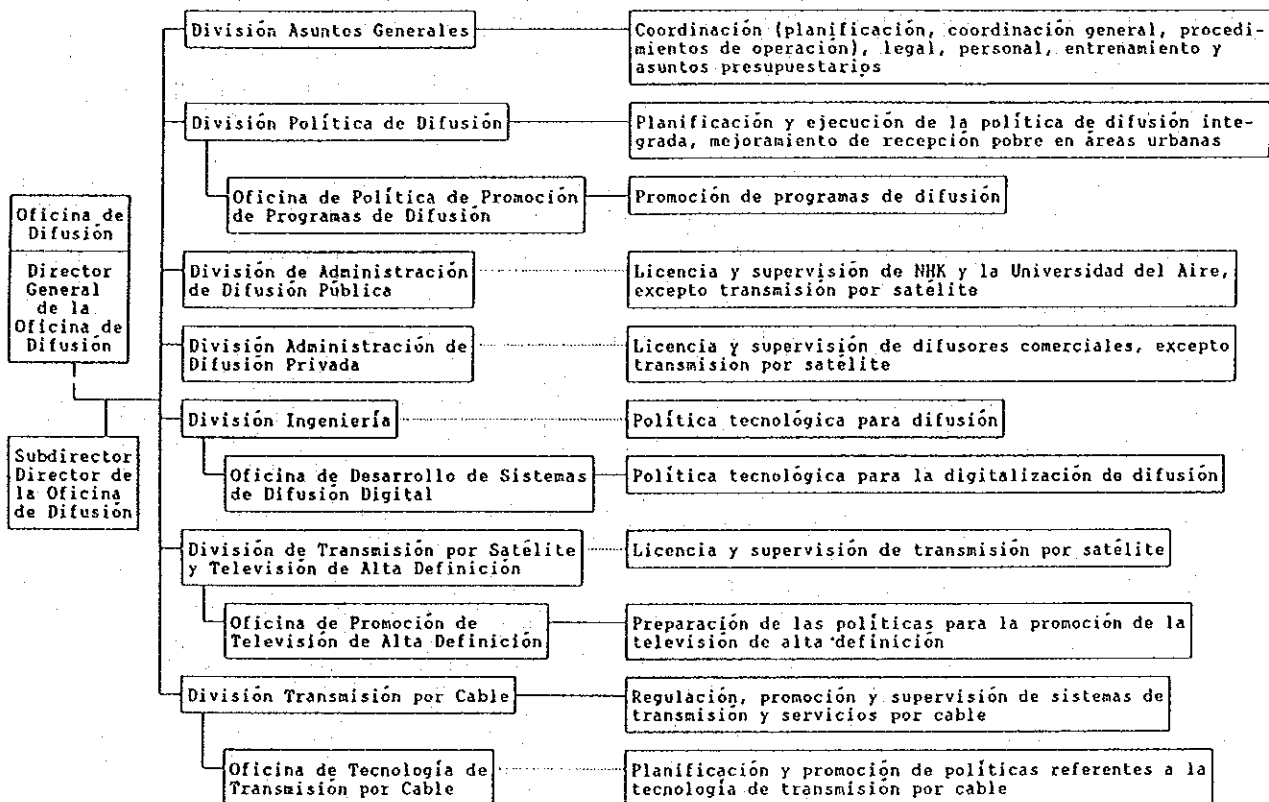 División Asuntos Generales
Coordinación (planificación, coordinación general, procedi-
mientos de operación), legal, personal, entrenamiento y
asuntos presupuestarios
División Política de Difusión
Planificación y ejecución de la política de difusión inte-
grada, mejoramiento de recepción pobre en áreas urbanas
Oficina de Política de Promoción
de Programas de Difusión
Promoción de programas de difusión
Oficina de
Difusión
Director
General
de la
Oficina de
Difusión
División de Administración
de Difusión Pública
Licencia y supervisión de NHK y la Universidad del Aire,
excepto transmisión por satélite
División Administración de
Difusión Privada
Licencia y supervisión de difusores comerciales, excepto
transmisión por satélite
División Ingeniería
Política tecnológica para difusión
Subdirector
Director de
la Oficina
de Difusión
Oficina de Desarrollo de Sistemas
de Difusión Digital
Política tecnológica para la digitalización de difusión
División de Transmisión por Satélite
y Televisión de Alta Definición
Licencia y supervisión de transmisión por satélite
Oficina de Promoción de
Televisión de Alta Definición
Preparación de las políticas para la promoción de la
televisión de alta definición
División Transmisión por Cable
Regulación, promoción y supervisión de sistemas de
transmisión y servicios por cable
Oficina de Tecnología de
Transmisión por Cable
Planificación y promoción de políticas referentes a la
tecnología de transmisión por cable